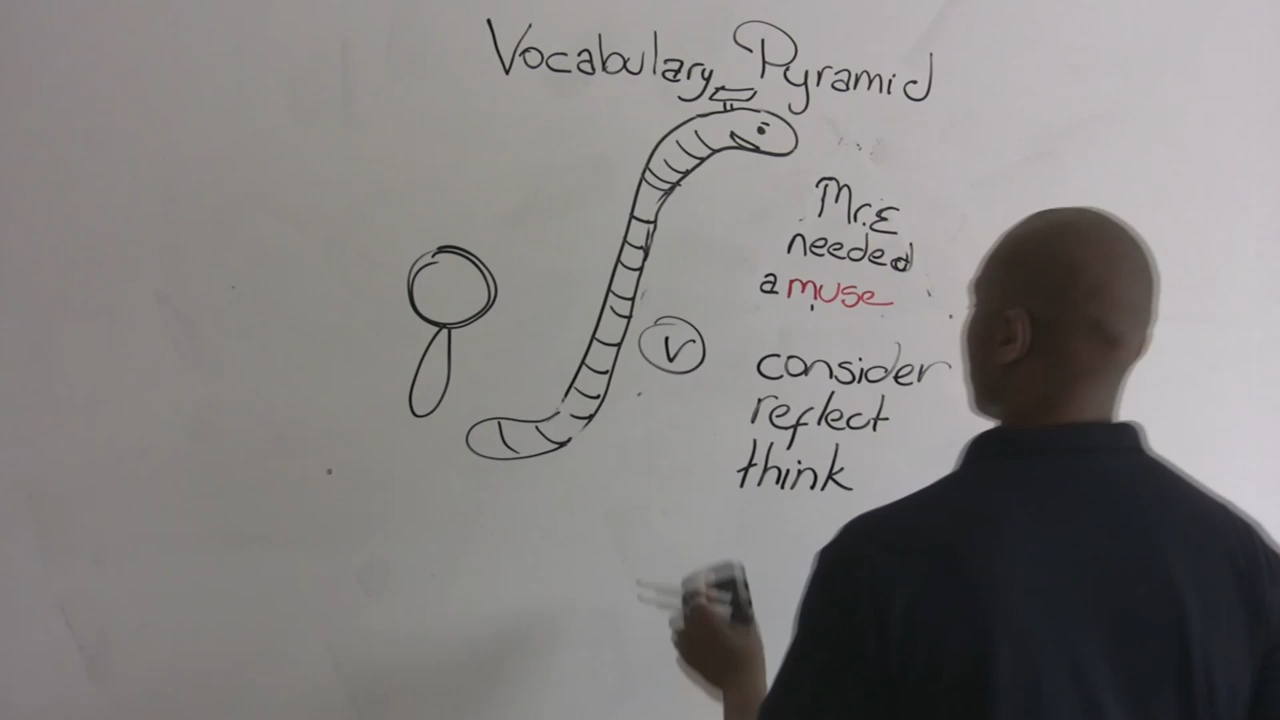 Vocabulary Pyramid
Mr.E
needed
a muse
V
consider
reflect
think